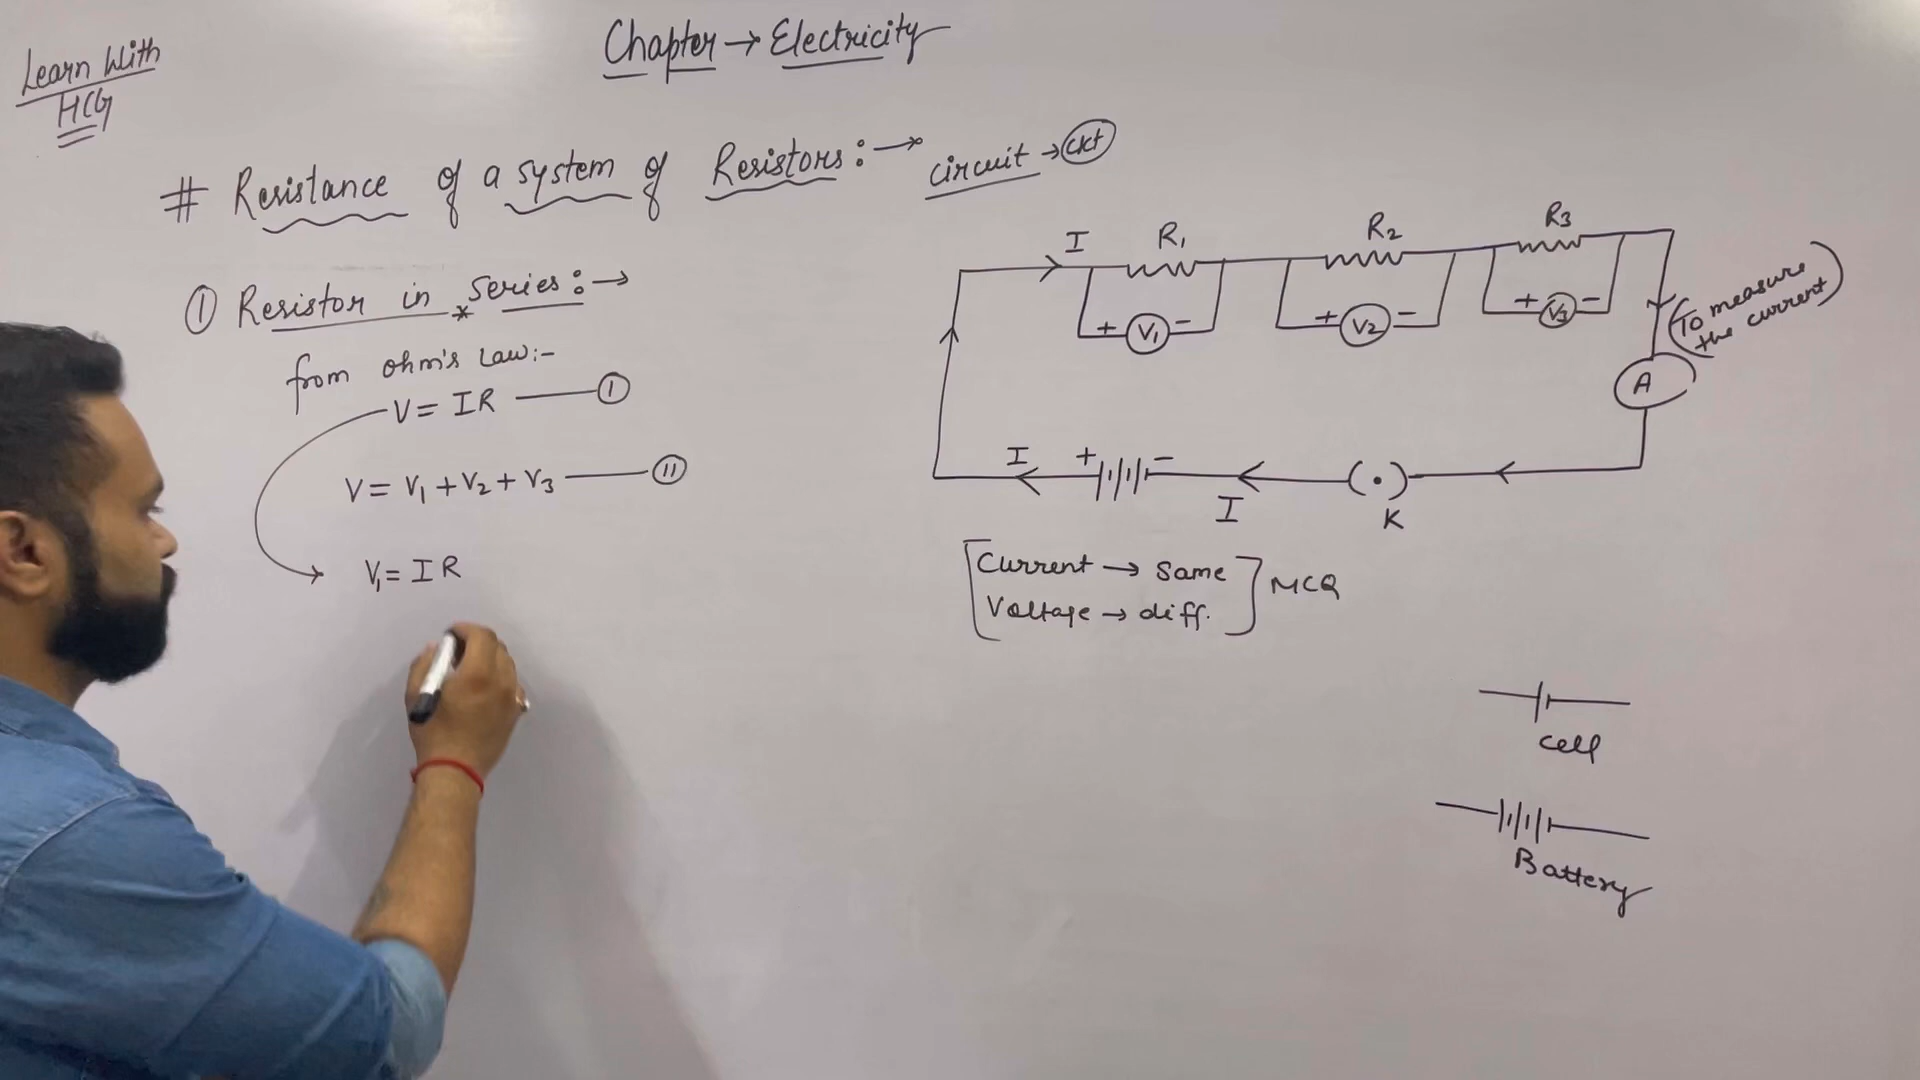 Learn With
HCG
Chapter → Electricity
# Resistance of a system of Resistors :→ circuit → ckt
① Resistor in *Series :→
from ohm's Law:-
V = IR —— ①
V = V₁ + V₂ + V₃ —— ⑪
V₁ = I R
I R₁ R₂ R₃
+ V₁ - + V₂ - + V₃ -
(To measure
the current)
A
I + - I K
[Current → Same
Voltage → diff.] MCQ
Cell
Battery